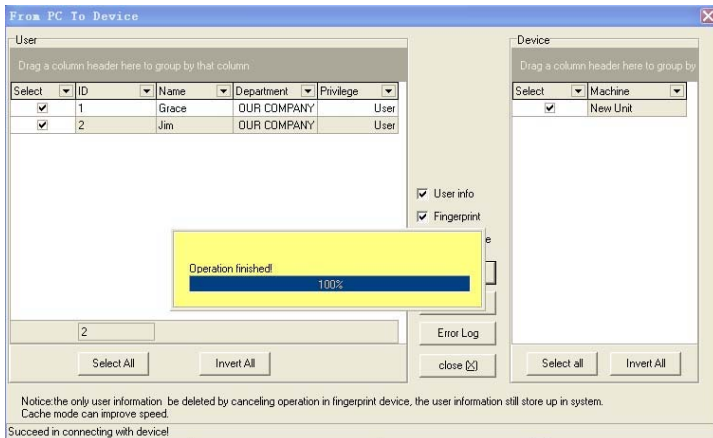 From PC To Device
User
Drag a column header here to group by that column
Select ID Name Department Privilege
1 Grace OUR COMPANY User
2 Jim OUR COMPANY User
2
Select All Invert All
User info
Fingerprint
e
Operation finished!
100%
Error Log
close (X)
Device
Drag a column header here to group by
Select Machine
New Unit
Select all Invert All
Notice:the only user information be deleted by canceling operation in fingerprint device, the user information still store up in system.
Cache mode can improve speed.
Succeed in connecting with device!